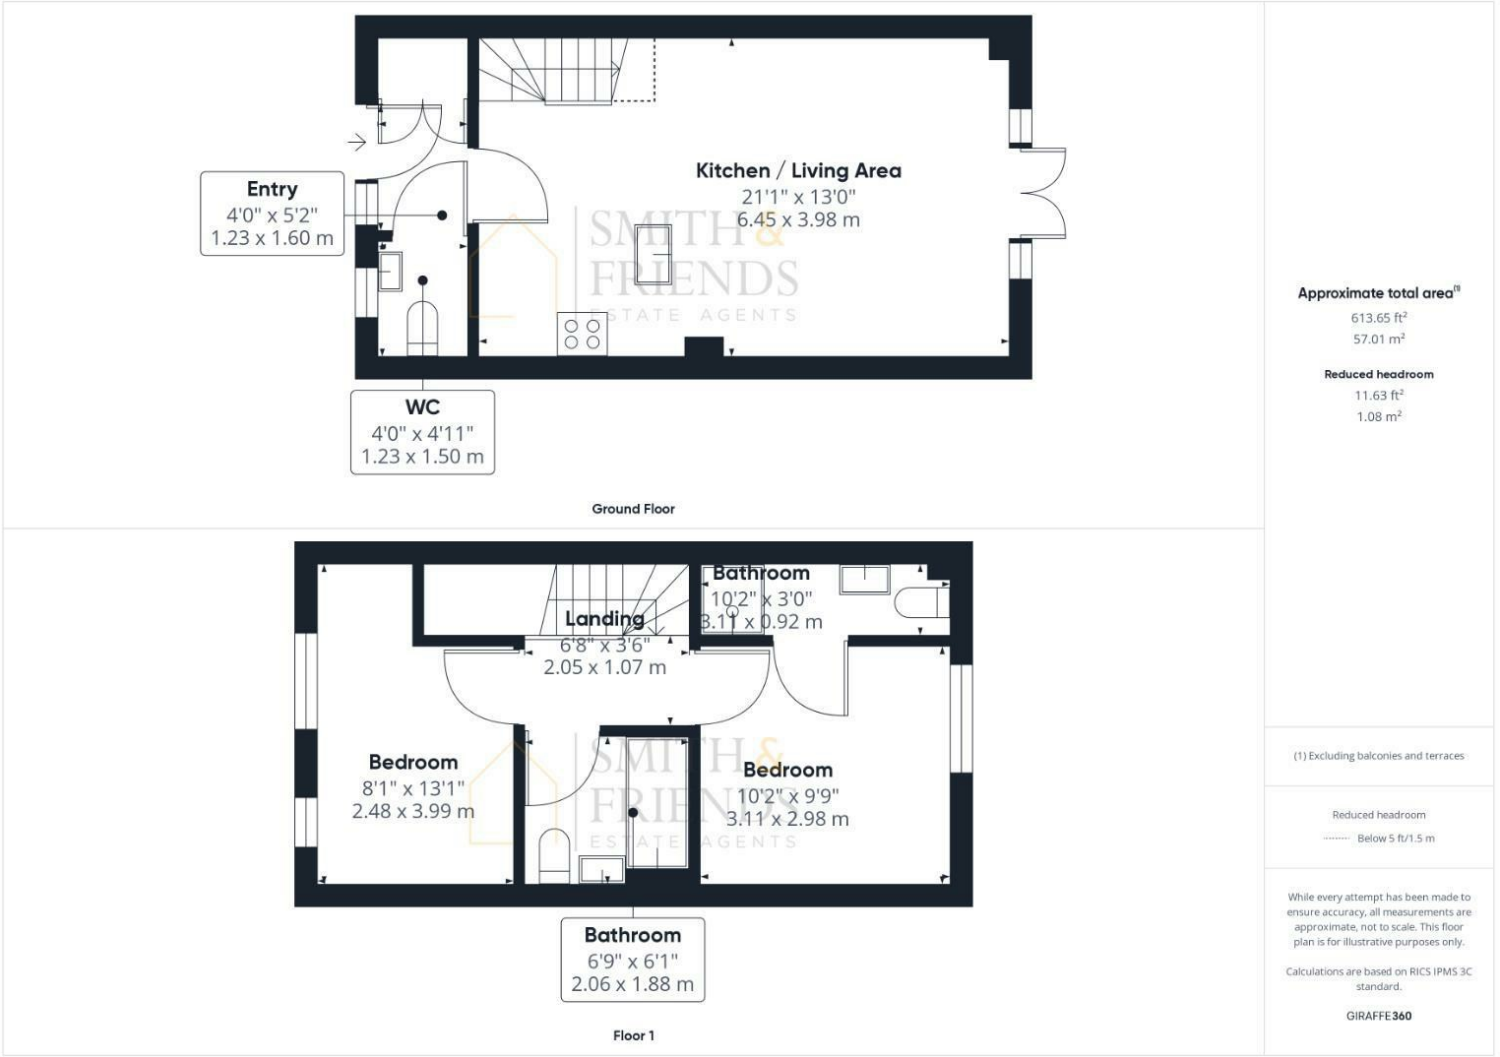 Kitchen / Living Area
21'1" x 13'0"
6.45 x 3.98 m
Entry
4'0" x 5'2"
1.23 x 1.60 m
SMITH &
FRIENDS
ESTATE AGENTS
WC
4'0" x 4'11"
1.23 x 1.50 m
Ground Floor
Bathroom
10'2" x 3'0"
3.11 x 0.92 m
Landing
6'8" x 3'6"
2.05 x 1.07 m
Bedroom
8'1" x 13'1"
2.48 x 3.99 m
SMITH &
FRIENDS
ESTATE AGENTS
Bedroom
10'2" x 9'9"
3.11 x 2.98 m
Bathroom
6'9" x 6'1"
2.06 x 1.88 m
Floor 1
Approximate total area⁽¹⁾
613.65 ft²
57.01 m²
Reduced headroom
11.63 ft²
1.08 m²
(1) Excluding balconies and terraces
Reduced headroom
Below 5 ft/1.5 m
While every attempt has been made to
ensure accuracy, all measurements are
approximate, not to scale. This floor
plan is for illustrative purposes only.
Calculations are based on RICS IPMS 3C
standard.
GIRAFFE360